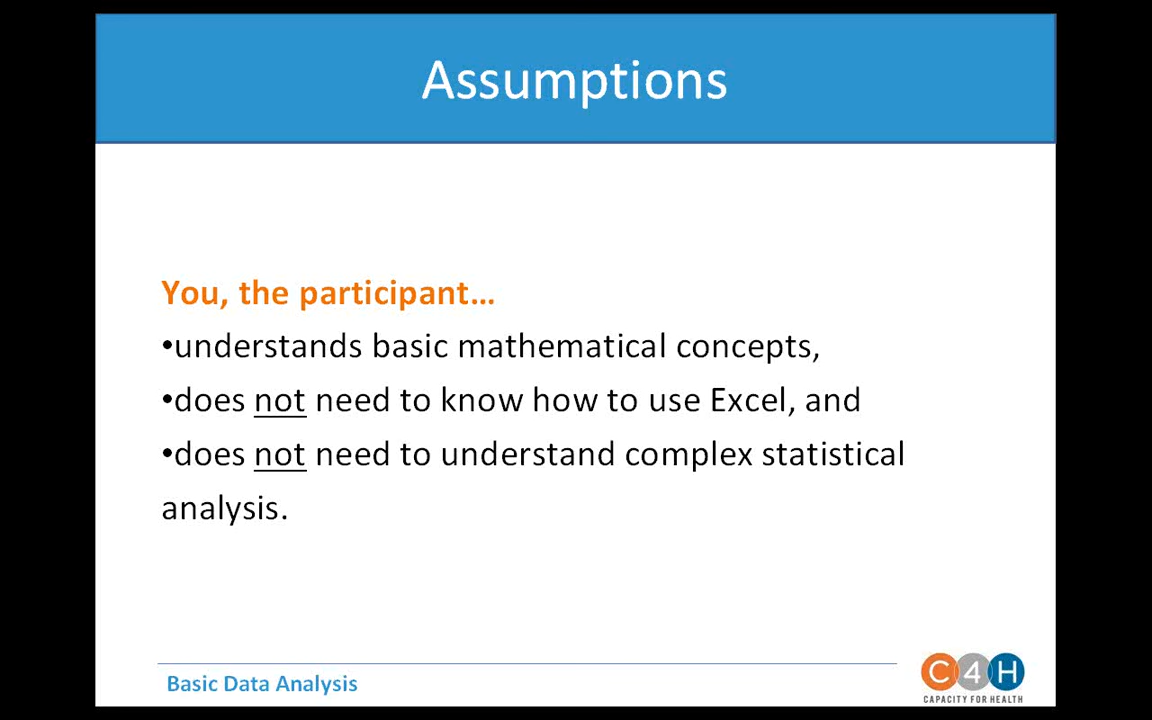 Assumptions
You, the participant...
•understands basic mathematical concepts,
•does not need to know how to use Excel, and
•does not need to understand complex statistical
analysis.
Basic Data Analysis
C4H
CAPACITY FOR HEALTH